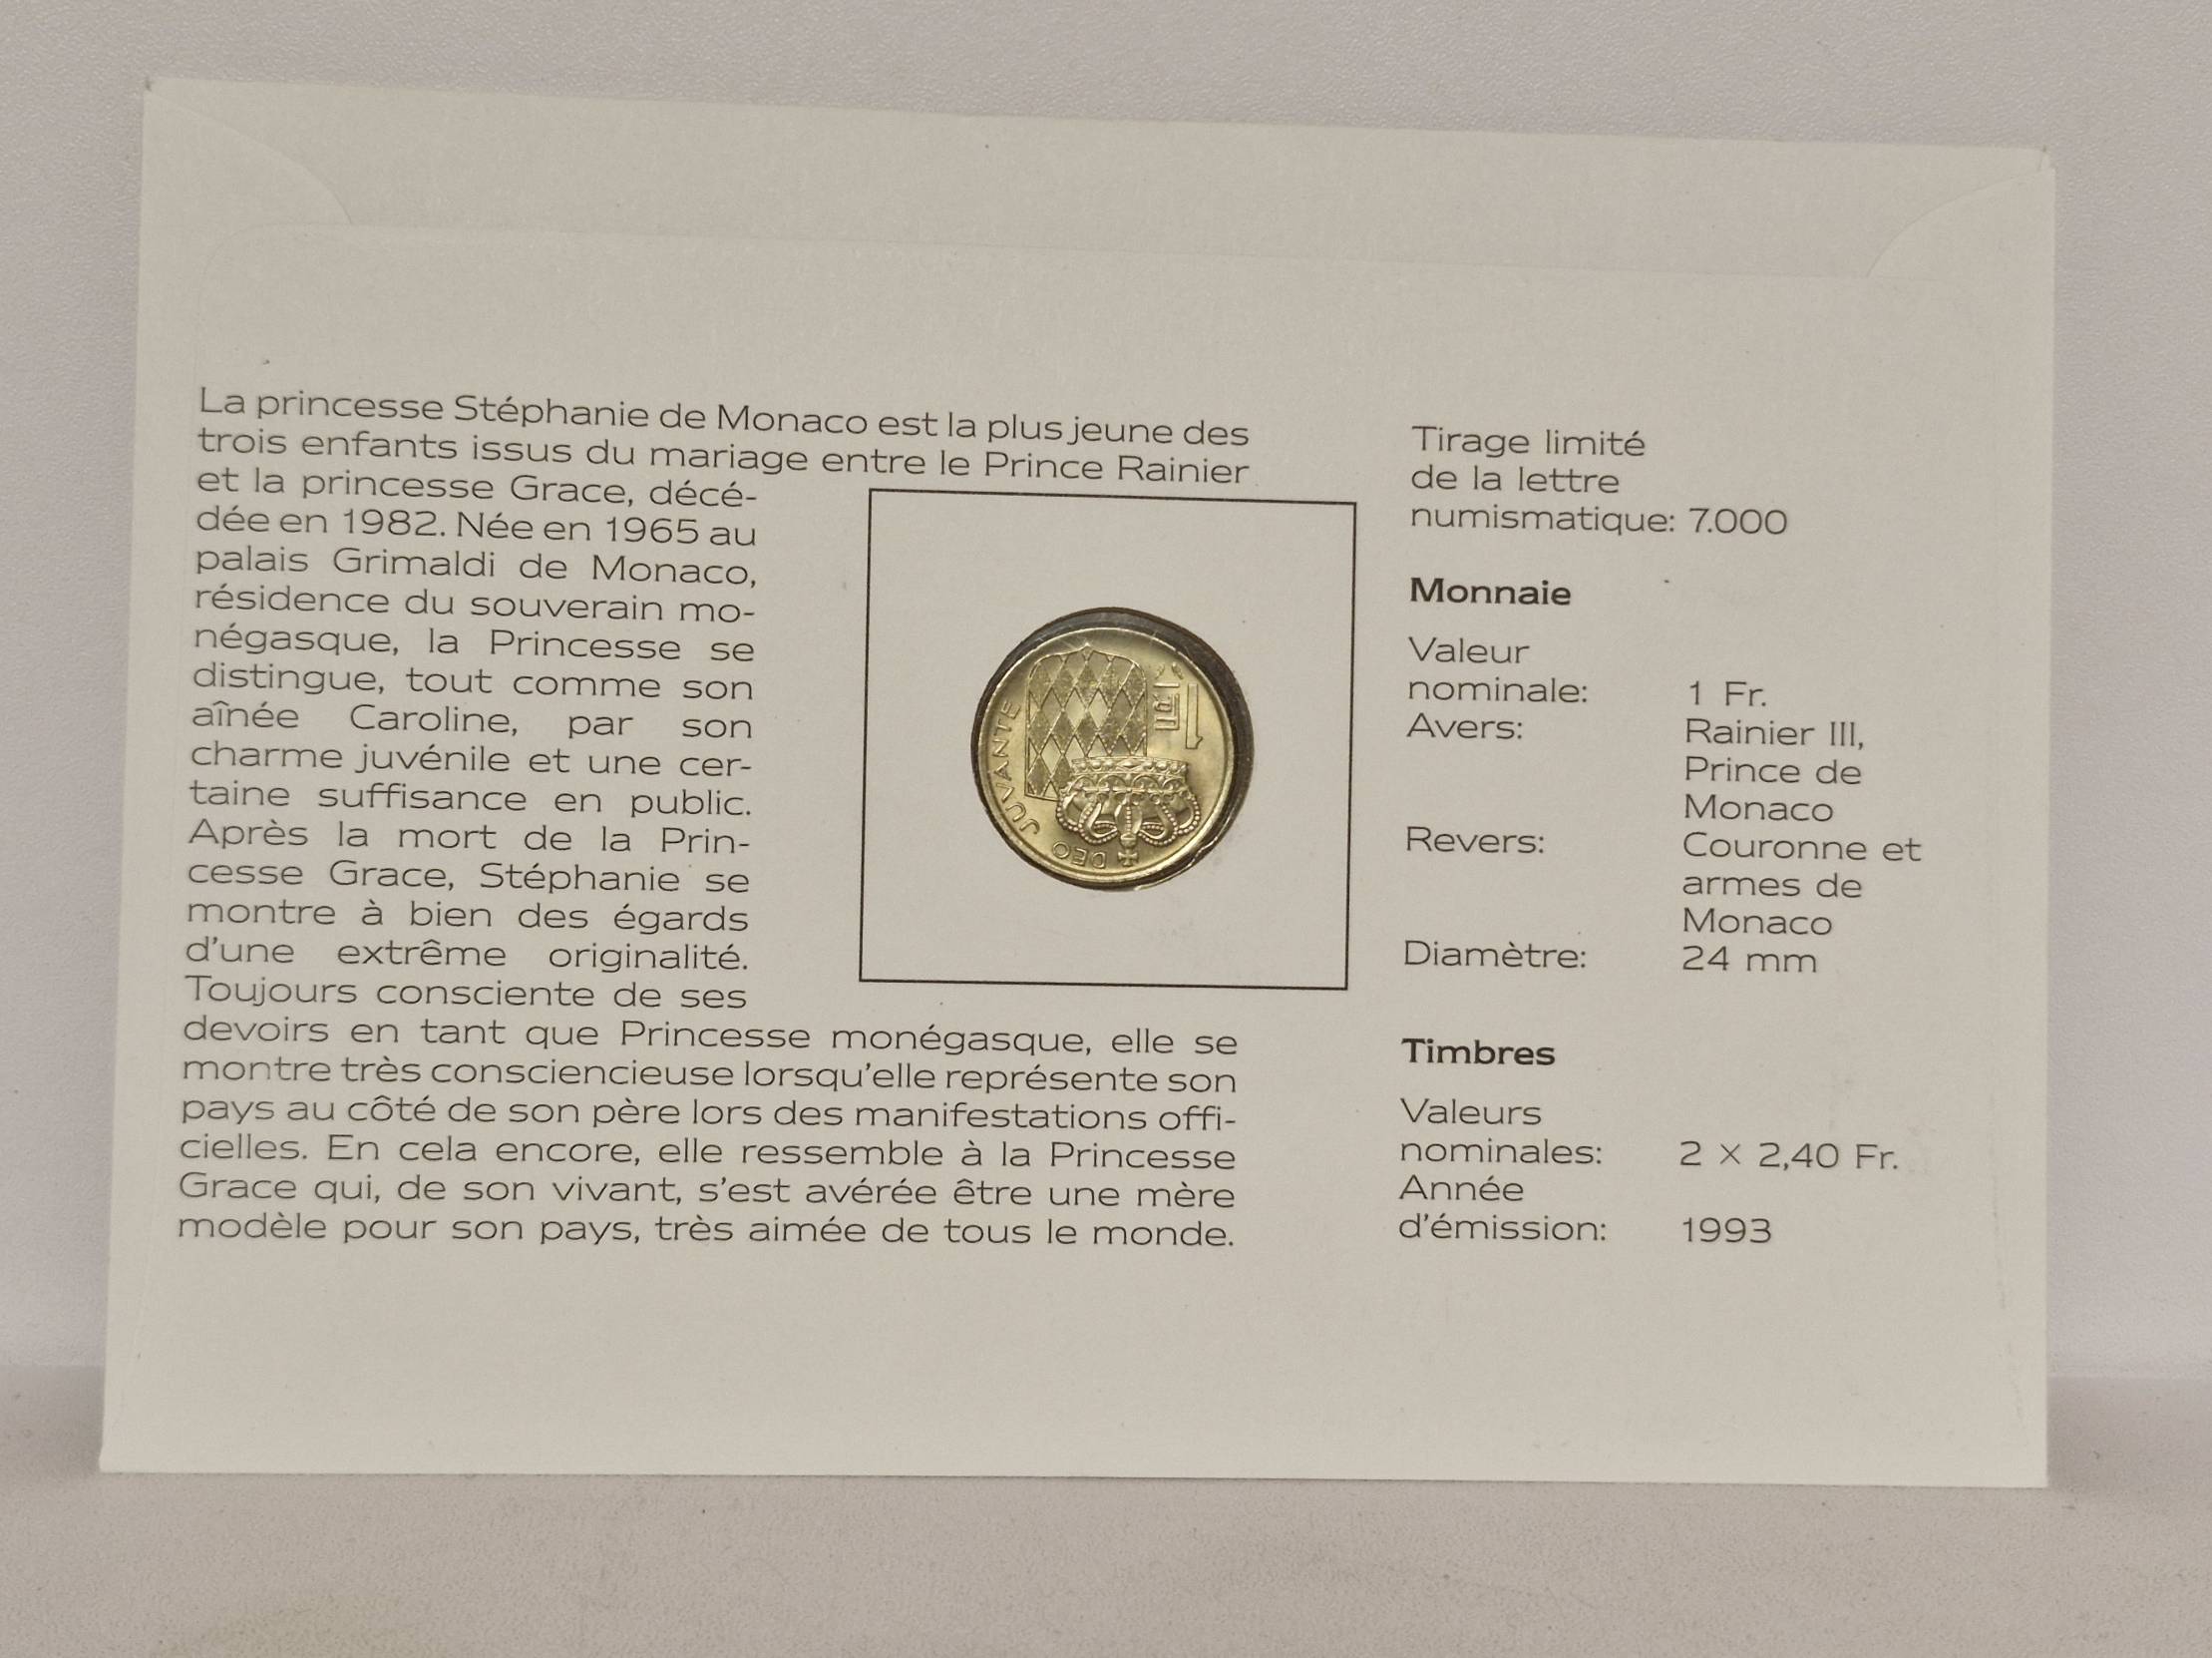 La princesse Stéphanie de Monaco est la plus jeune des
trois enfants issus du mariage entre le Prince Rainier
et la princesse Grace, décé-
dée en 1982. Née en 1965 au
palais Grimaldi de Monaco,
résidence du souverain mo-
négasque, la Princesse se
distingue, tout comme son
aînée Caroline, par son
charme juvénile et une cer-
taine suffisance en public.
Après la mort de la Prin-
cesse Grace, Stéphanie se
montre à bien des égards
d'une extrême originalité.
Toujours consciente de ses
devoirs en tant que Princesse monégasque, elle se
montre très consciencieuse lorsqu'elle représente son
pays au côté de son père lors des manifestations offi-
cielles. En cela encore, elle ressemble à la Princesse
Grace qui, de son vivant, s'est avérée être une mère
modèle pour son pays, très aimée de tous le monde.
DEO JUVANTE
1
Tirage limité
de la lettre
numismatique: 7.000
Monnaie
Valeur
nominale: 1 Fr.
Avers: Rainier III,
Prince de
Monaco
Revers: Couronne et
armes de
Monaco
Diamètre: 24 mm
Timbres
Valeurs
nominales: 2 × 2,40 Fr.
Année
d'émission: 1993